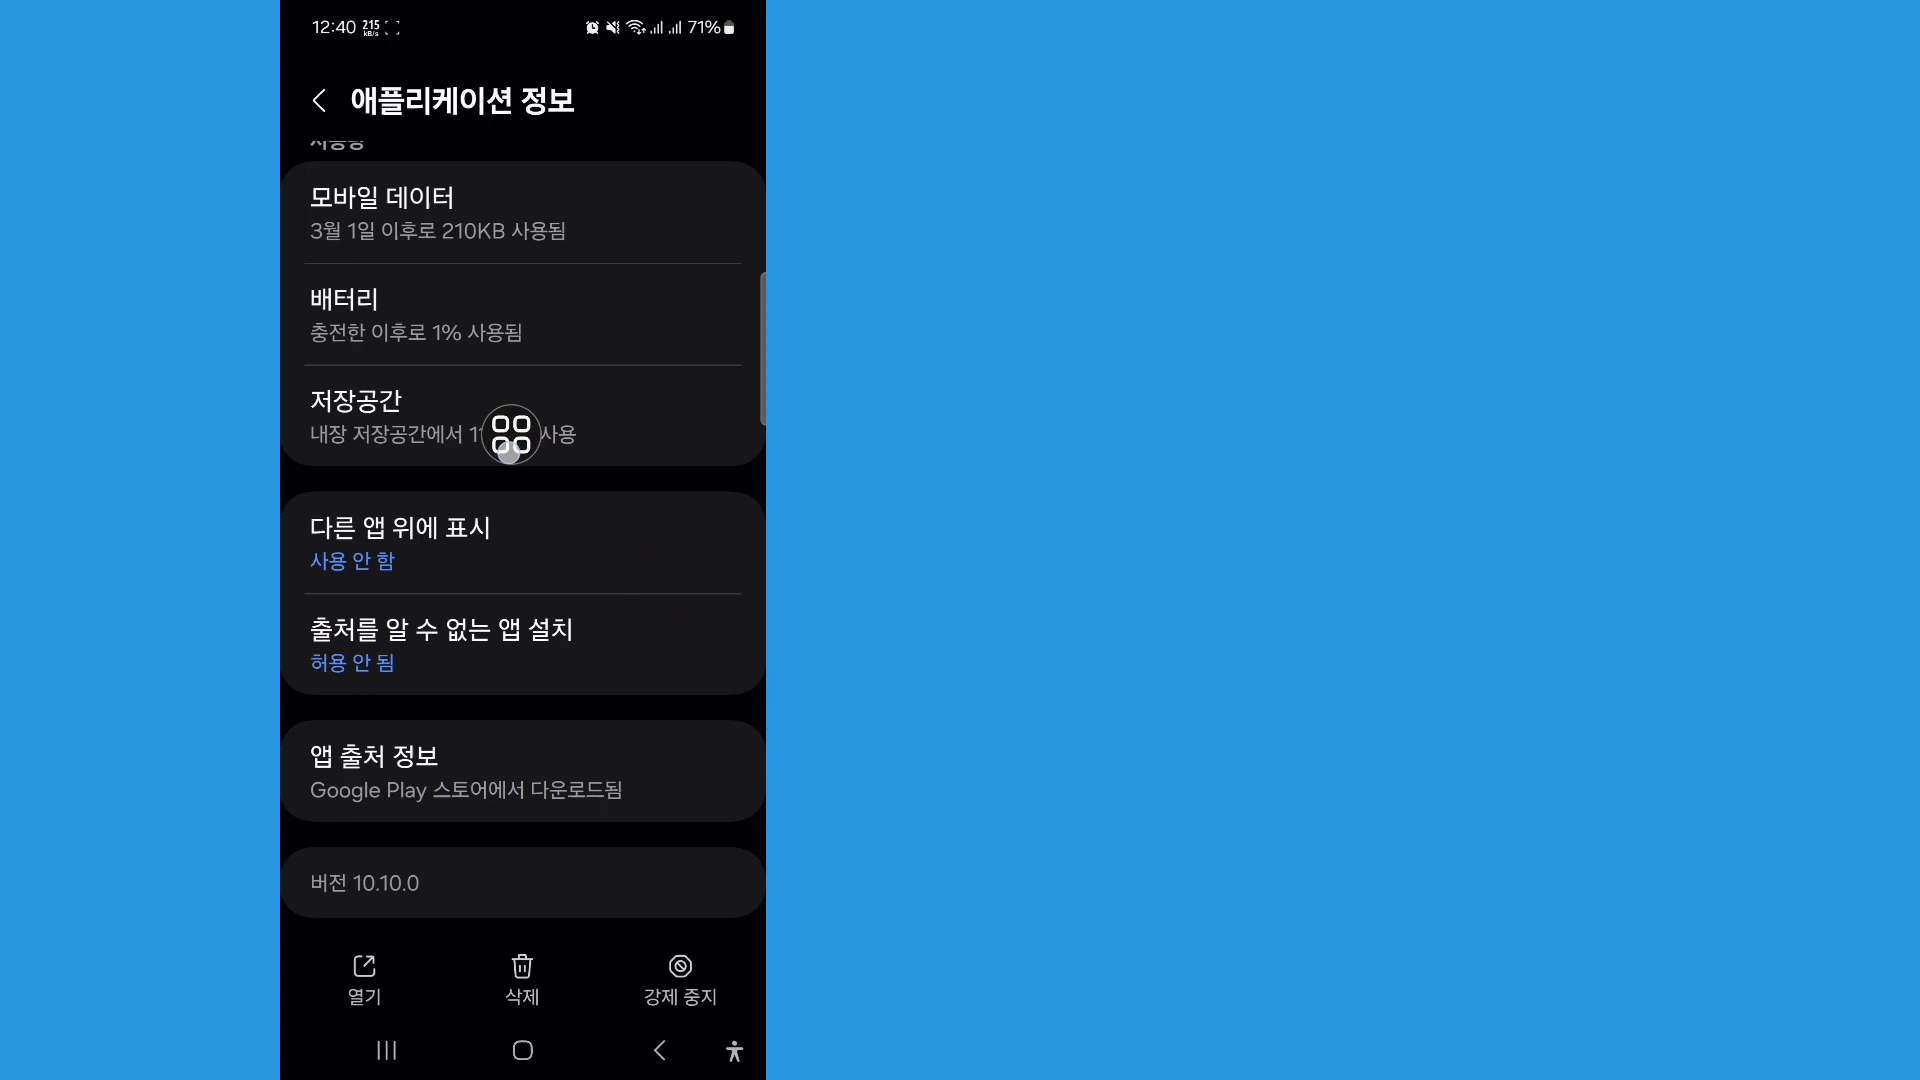 12:40 215 KB/s 71%
애플리케이션 정보
모바일 데이터
3월 1일 이후로 210KB 사용됨
배터리
충전한 이후로 1% 사용됨
저장공간
내장 저장공간에서 사용
다른 앱 위에 표시
사용 안 함
출처를 알 수 없는 앱 설치
허용 안 됨
앱 출처 정보
Google Play 스토어에서 다운로드됨
버전 10.10.0
열기 삭제 강제 중지